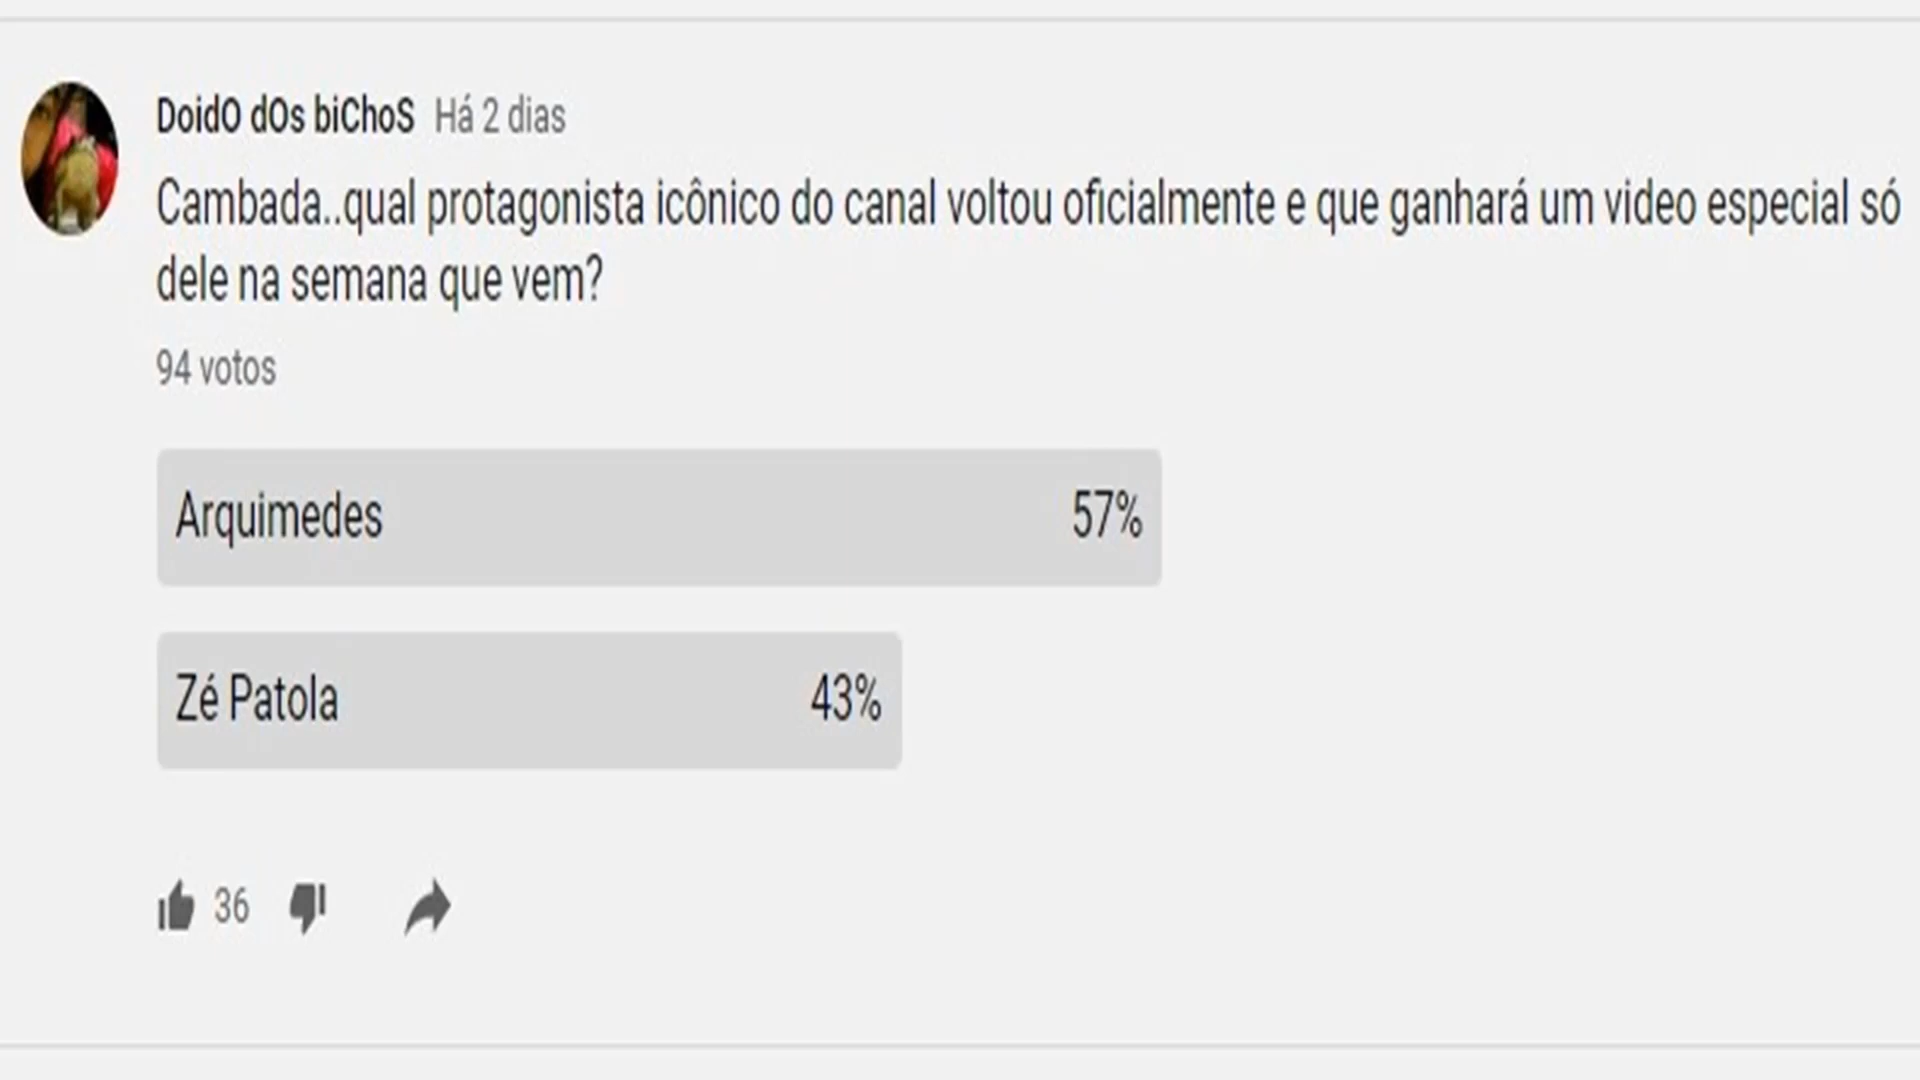 DoidO dOs biChoS Há 2 dias
Cambada..qual protagonista icônico do canal voltou oficialmente e que ganhará um video especial só
dele na semana que vem?
94 votos
Arquimedes 57%
Zé Patola 43%
36